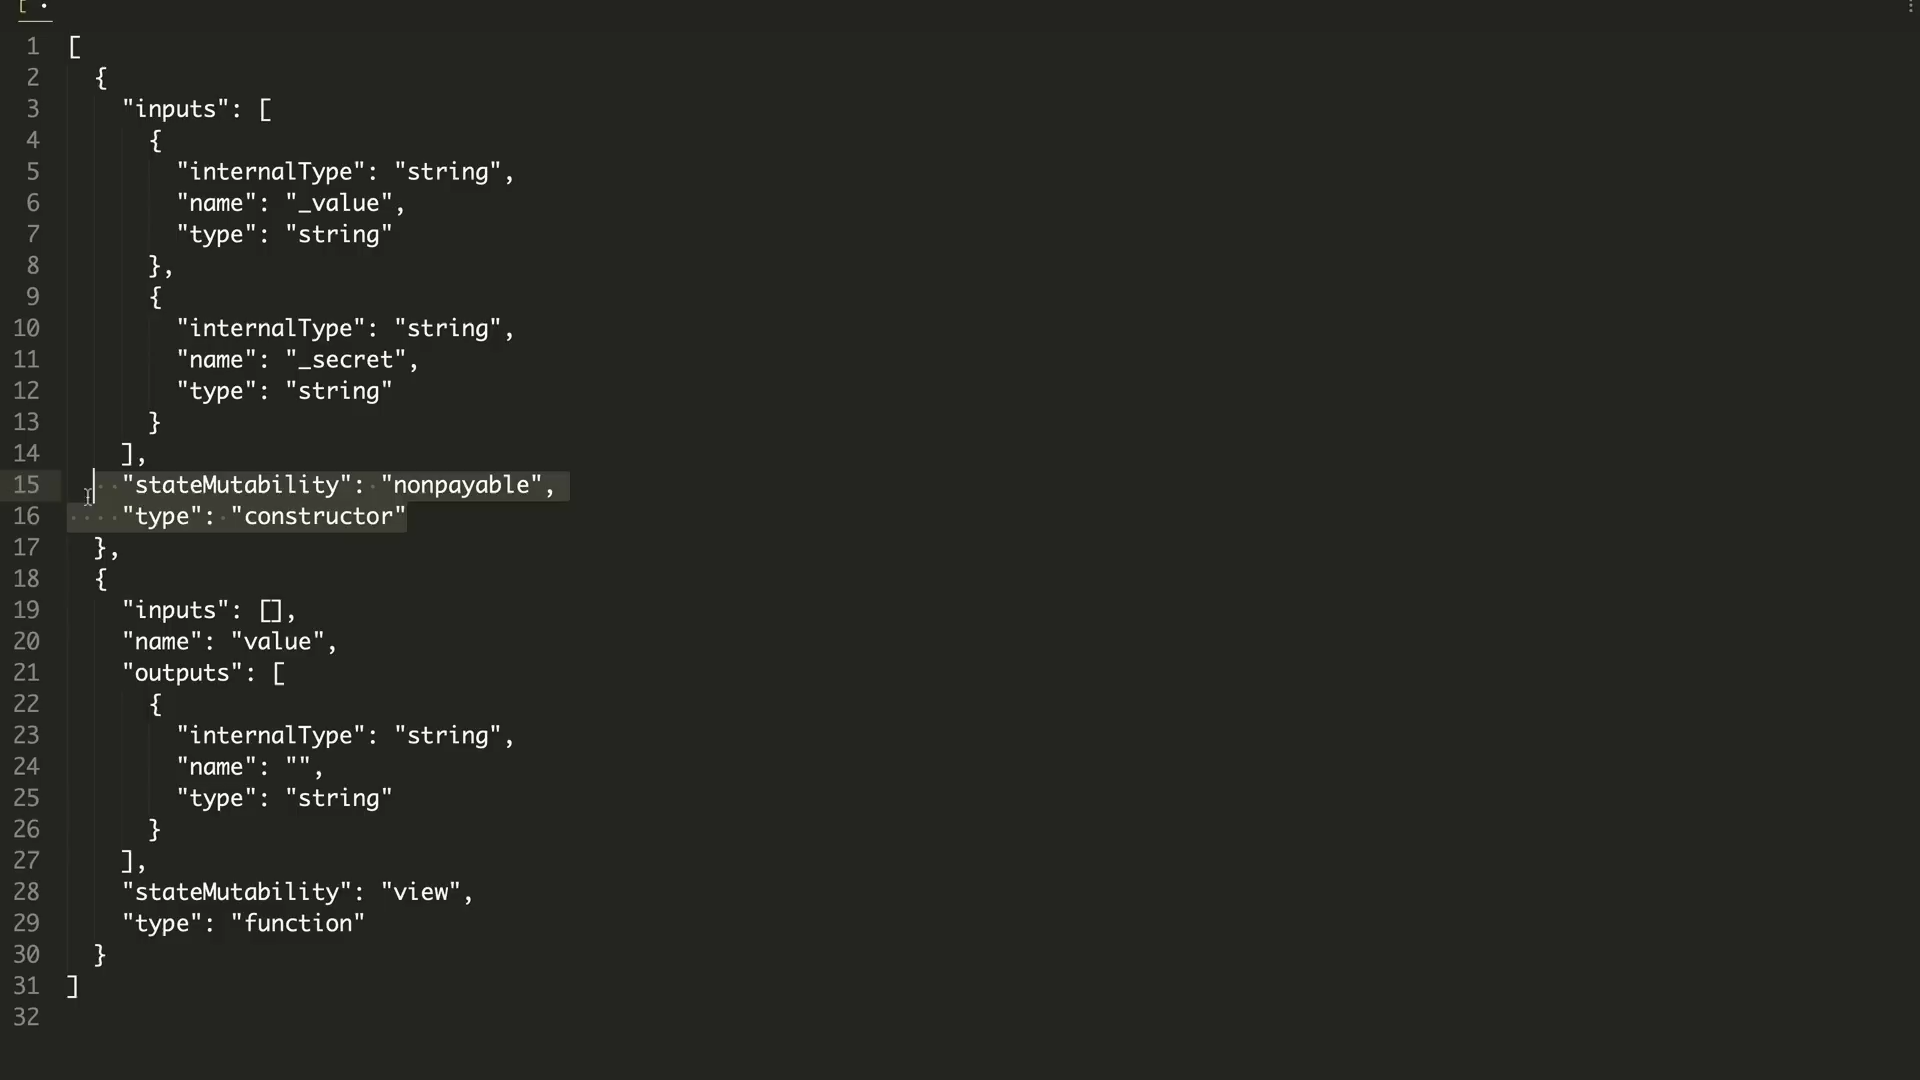 [ •
1 [
2   {
3     "inputs": [
4       {
5         "internalType": "string",
6         "name": "_value",
7         "type": "string"
8       },
9       {
10         "internalType": "string",
11         "name": "_secret",
12         "type": "string"
13       }
14     ],
15     "stateMutability": "nonpayable",
16     "type": "constructor"
17   },
18   {
19     "inputs": [],
20     "name": "value",
21     "outputs": [
22       {
23         "internalType": "string",
24         "name": "",
25         "type": "string"
26       }
27     ],
28     "stateMutability": "view",
29     "type": "function"
30   }
31 ]
32